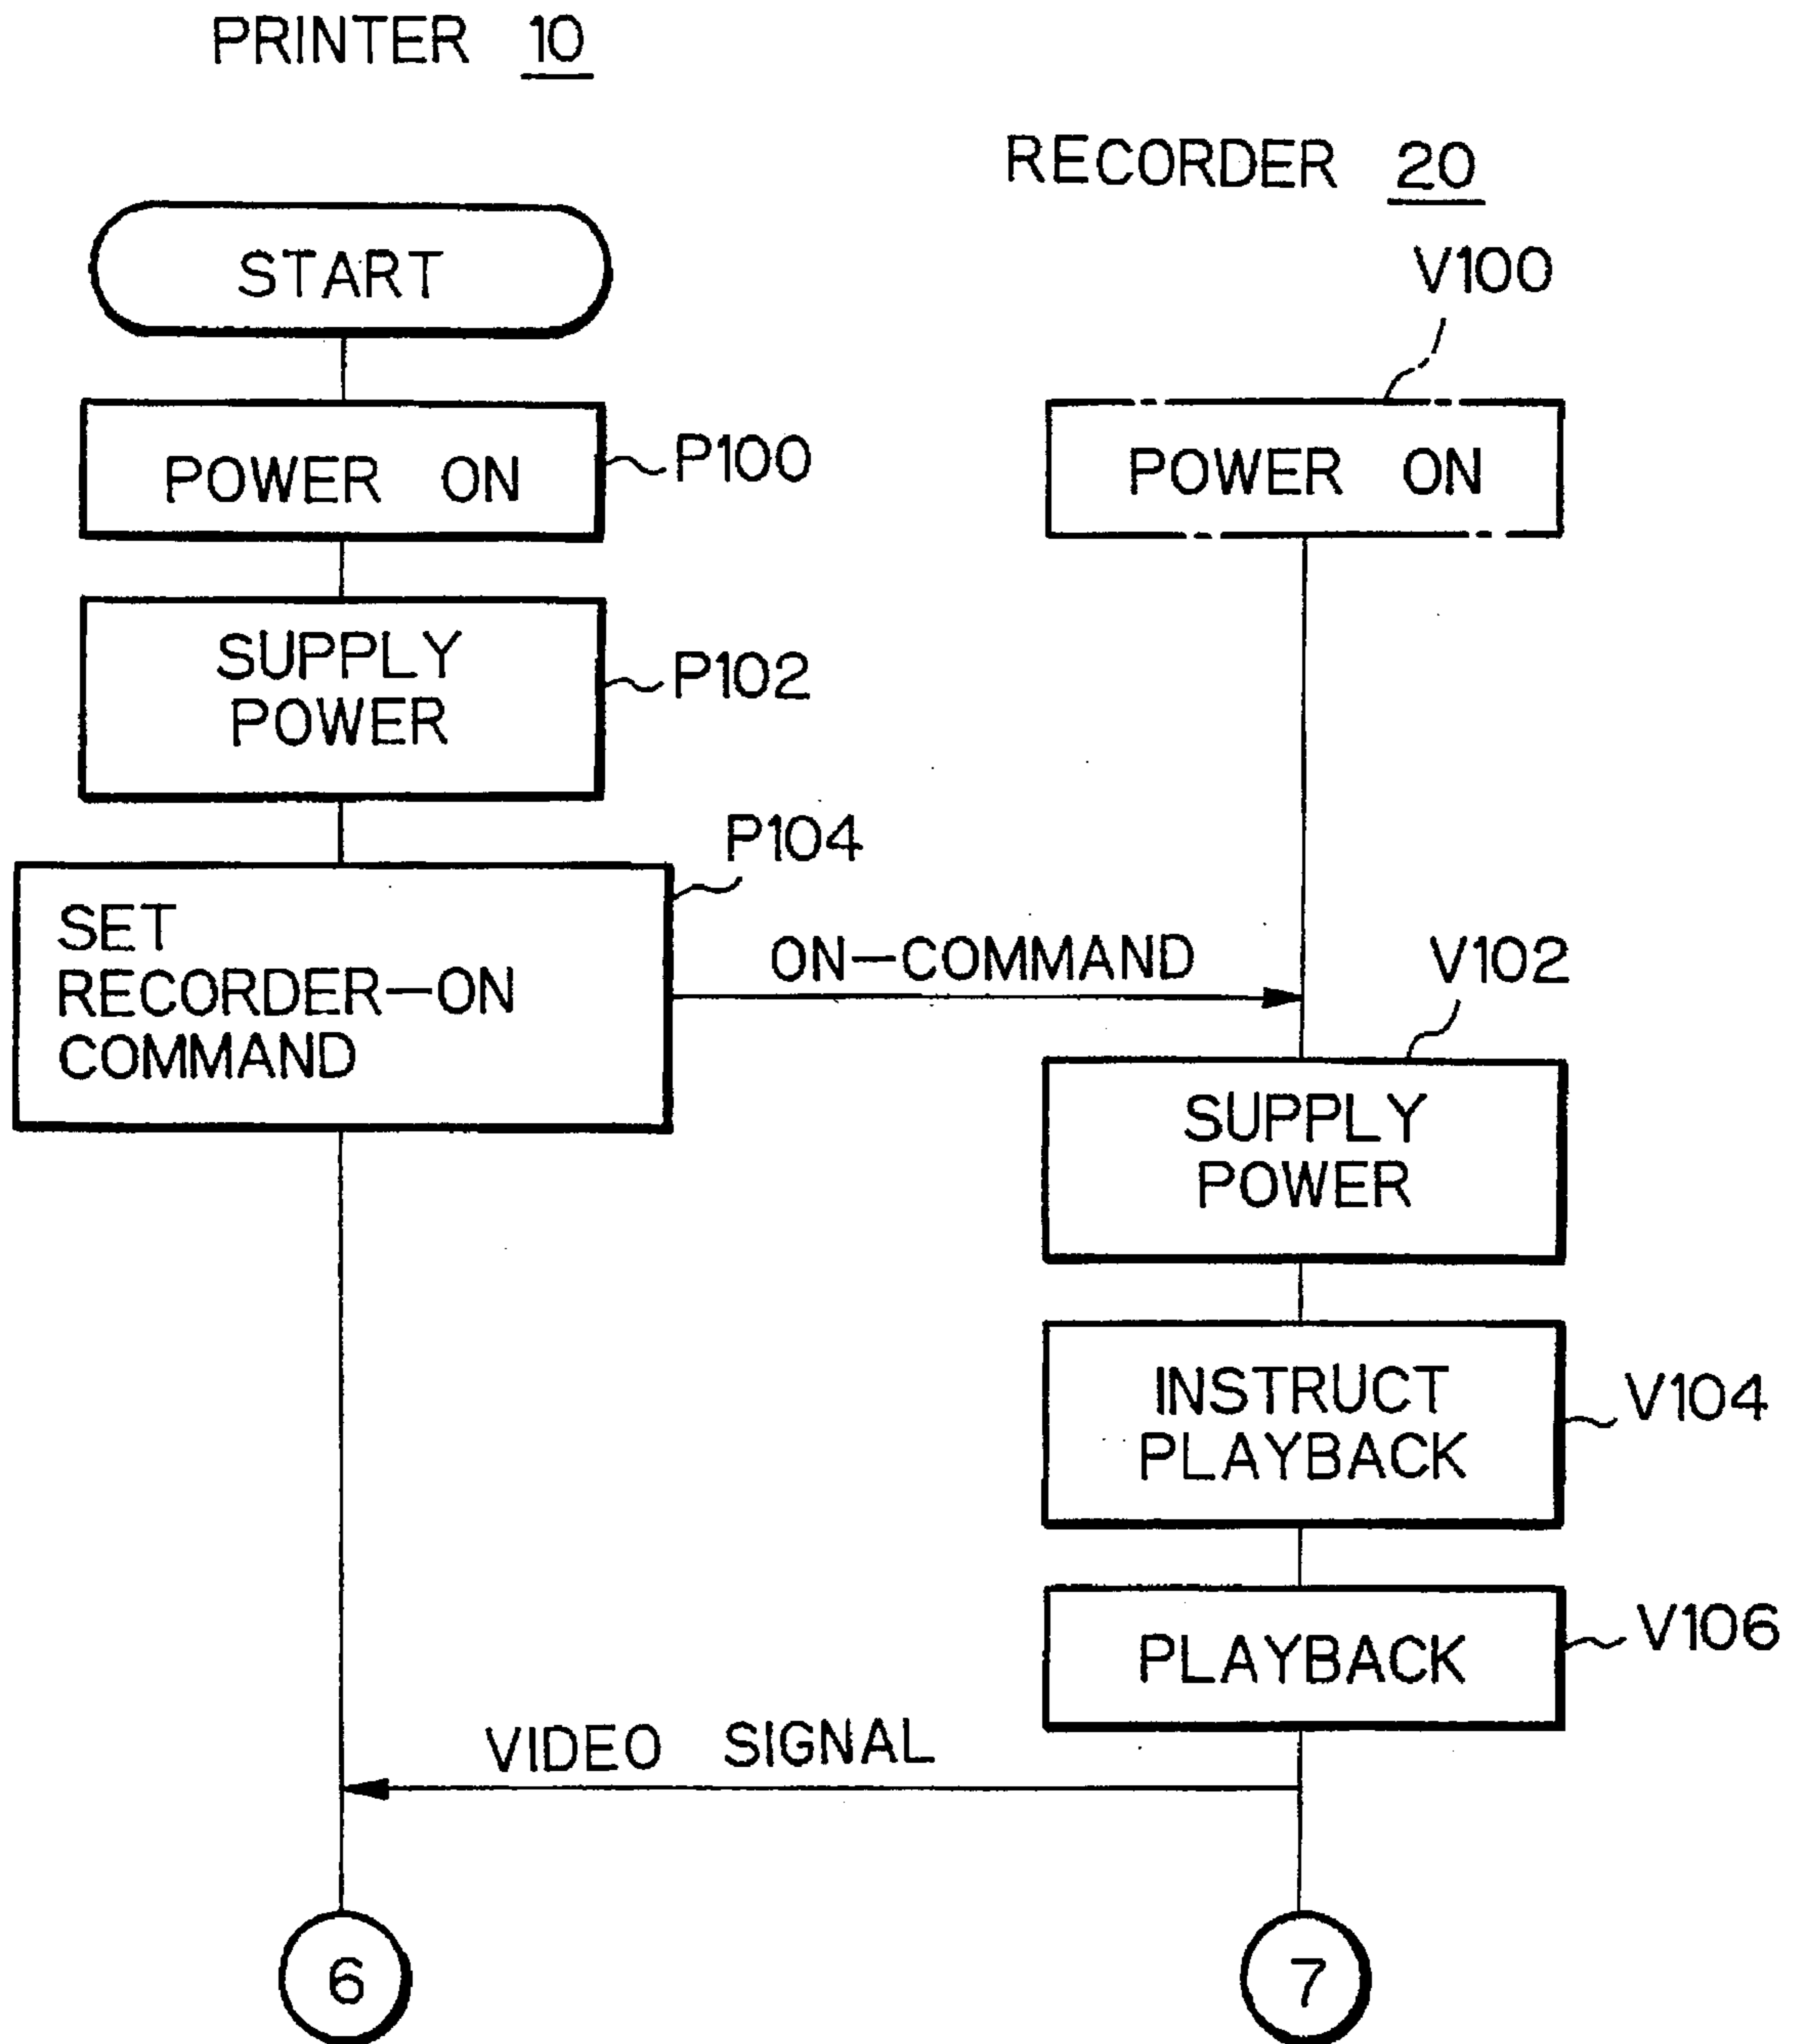 PRINTER 10
RECORDER 20
START
V100
POWER ON
P100
POWER ON
SUPPLY
POWER
P102
P104
SET
RECORDER-ON
COMMAND
ON-COMMAND
V102
SUPPLY
POWER
INSTRUCT
PLAYBACK
V104
PLAYBACK
V106
VIDEO SIGNAL
6
7